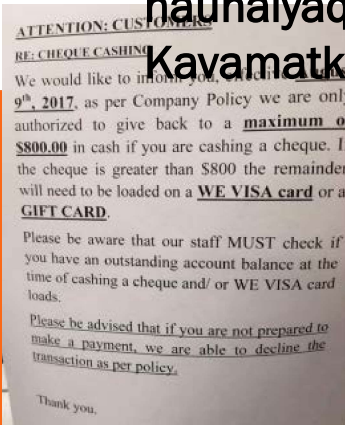 ATTENTION: CUSTOMERS
RE: CHEQUE CASHING
Kavamatk
We would like to inform you, effective
9th, 2017, as per Company Policy we are only
authorized to give back to a maximum o
$800.00 in cash if you are cashing a cheque. I
the cheque is greater than $800 the remainder
will need to be loaded on a WE VISA card or a
GIFT CARD.
Please be aware that our staff MUST check if
you have an outstanding account balance at the
time of cashing a cheque and/ or WE VISA card
loads.
Please be advised that if you are not prepared to
make a payment, we are able to decline the
transaction as per policy.
Thank you,